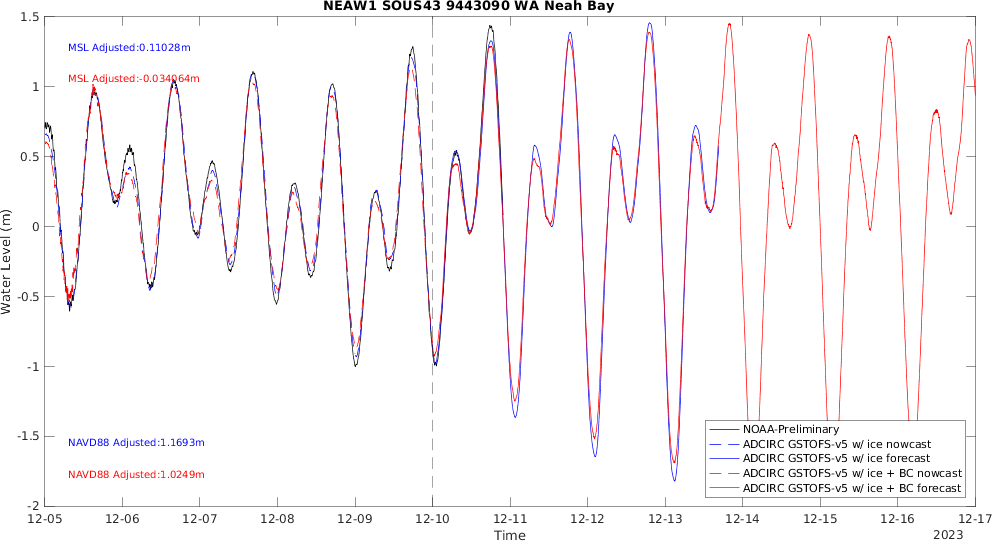 NEAW1 SOUS43 9443090 WA Neah Bay
MSL Adjusted:0.11028m
MSL Adjusted:-0.034064m
Water Level (m)
1.5
1
0.5
0
-0.5
-1
-1.5
-2
NAVD88 Adjusted:1.1693m
NAVD88 Adjusted:1.0249m
NOAA-Preliminary
ADCIRC GSTOFS-v5 w/ ice nowcast
ADCIRC GSTOFS-v5 w/ ice forecast
ADCIRC GSTOFS-v5 w/ ice + BC nowcast
ADCIRC GSTOFS-v5 w/ ice + BC forecast
12-05 12-06 12-07 12-08 12-09 12-10 12-11 12-12 12-13 12-14 12-15 12-16 12-17
Time
2023